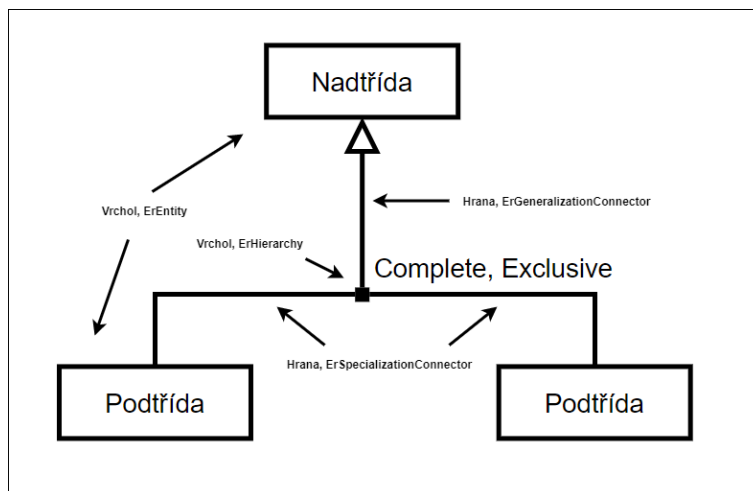 Nadtřída
Hrana, ErGeneralizationConnector
Vrchol, ErEntity
Vrchol, ErHierarchy
Complete, Exclusive
Hrana, ErSpecializationConnector
Podtřída
Podtřída